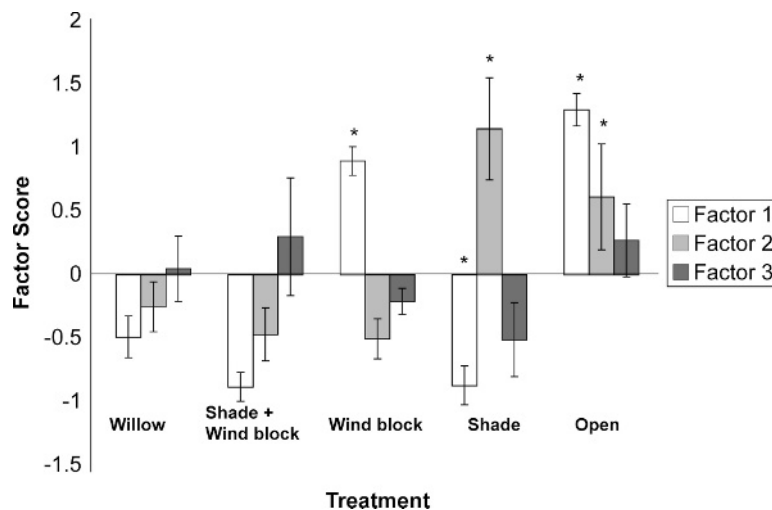 2
1.5
1
0.5
0
-0.5
-1
-1.5
Factor Score
*
*
*
*
*
Willow
Shade +
Wind block
Wind block
Shade
Open
Treatment
Factor 1
Factor 2
Factor 3